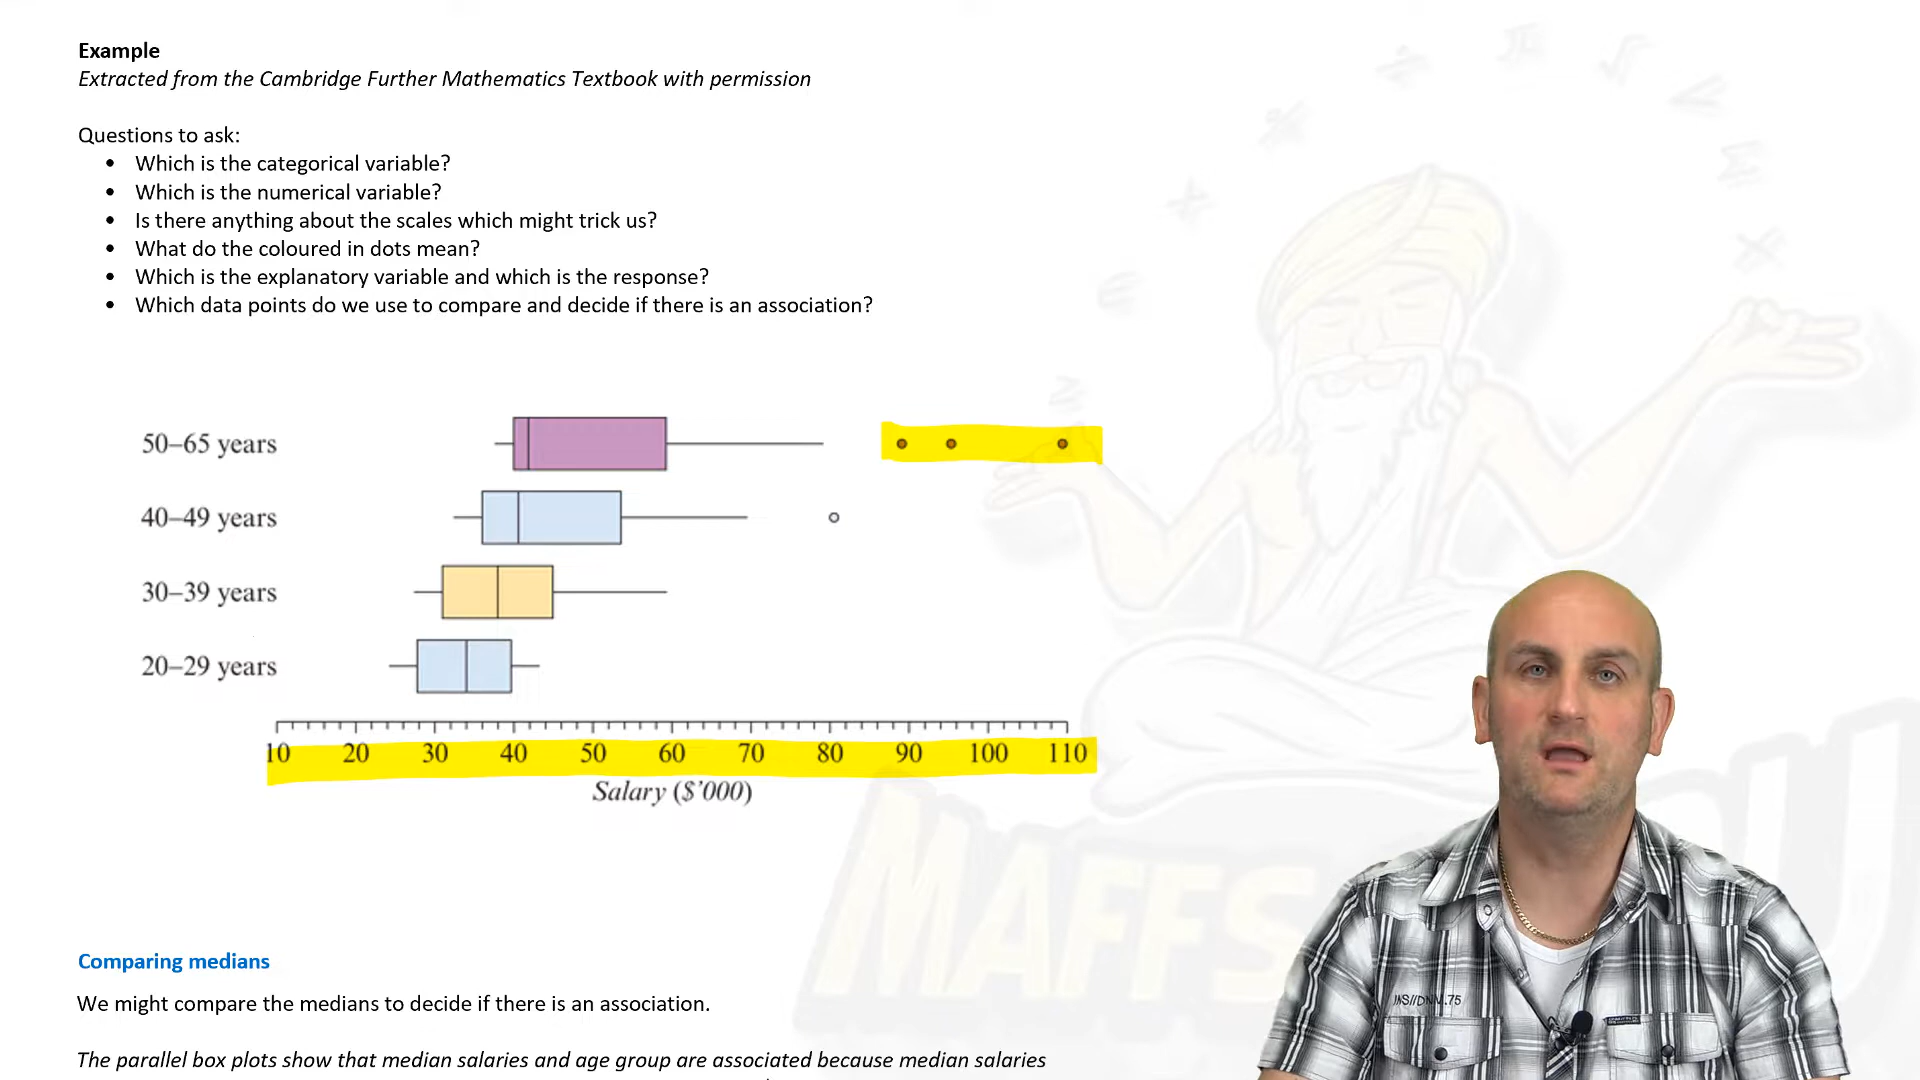 Example
Extracted from the Cambridge Further Mathematics Textbook with permission
Questions to ask:
• Which is the categorical variable?
• Which is the numerical variable?
• Is there anything about the scales which might trick us?
• What do the coloured in dots mean?
• Which is the explanatory variable and which is the response?
• Which data points do we use to compare and decide if there is an association?
50–65 years
40–49 years
30–39 years
20–29 years
10 20 30 40 50 60 70 80 90 100 110
Salary ($'000)
MAFFS
Comparing medians
We might compare the medians to decide if there is an association.
The parallel box plots show that median salaries and age group are associated because median salaries